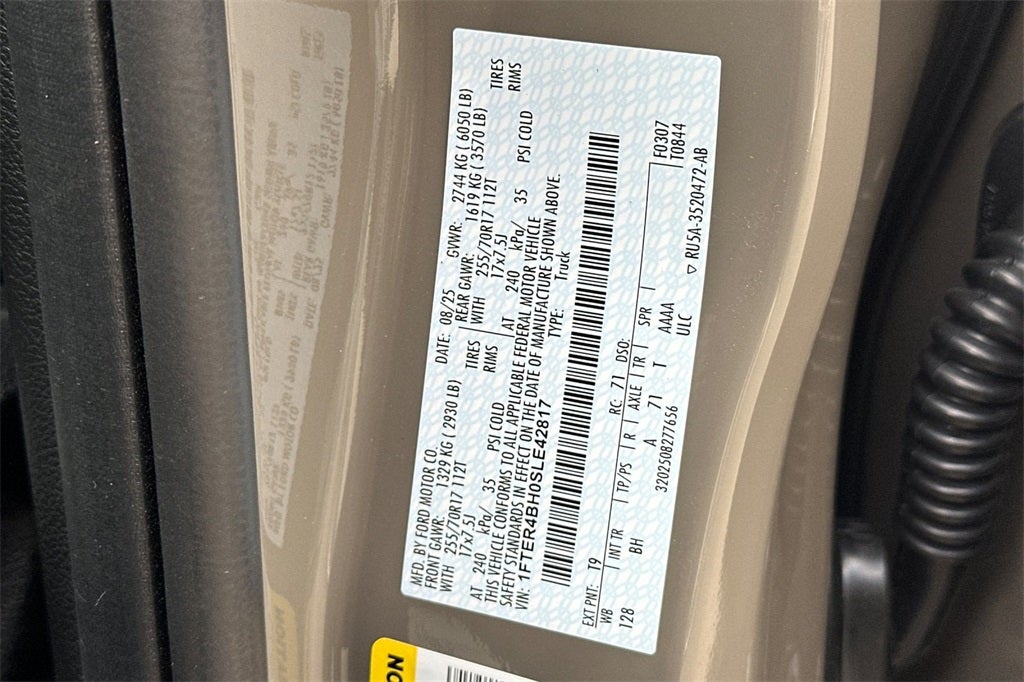 MFD. BY FORD MOTOR CO.
DATE: 08/25 GVWR: 2744 KG ( 6050 LB)
FRONT GAWR: 1329 KG ( 2930 LB)
REAR GAWR: 1619 KG ( 3570 LB)
WITH 255/70R17 112T TIRES
WITH 255/70R17 112T TIRES
17x7.5J RIMS
17x7.5J RIMS
AT 240 kPa/ 35 PSI COLD
AT 240 kPa/ 35 PSI COLD
THIS VEHICLE CONFORMS TO ALL APPLICABLE FEDERAL MOTOR VEHICLE
SAFETY STANDARDS IN EFFECT ON THE DATE OF MANUFACTURE SHOWN ABOVE.
VIN: 1FTER4BH0SLE42817 TYPE: Truck
EXT PNT: T9 RC: 71 DSO: F0307
WB INT TR TP/PS R AXLE TR SPR T0844
128 BH A 71 T AAAA
3202508277656 ULC ▽ RU5A-3520472-AB
ON